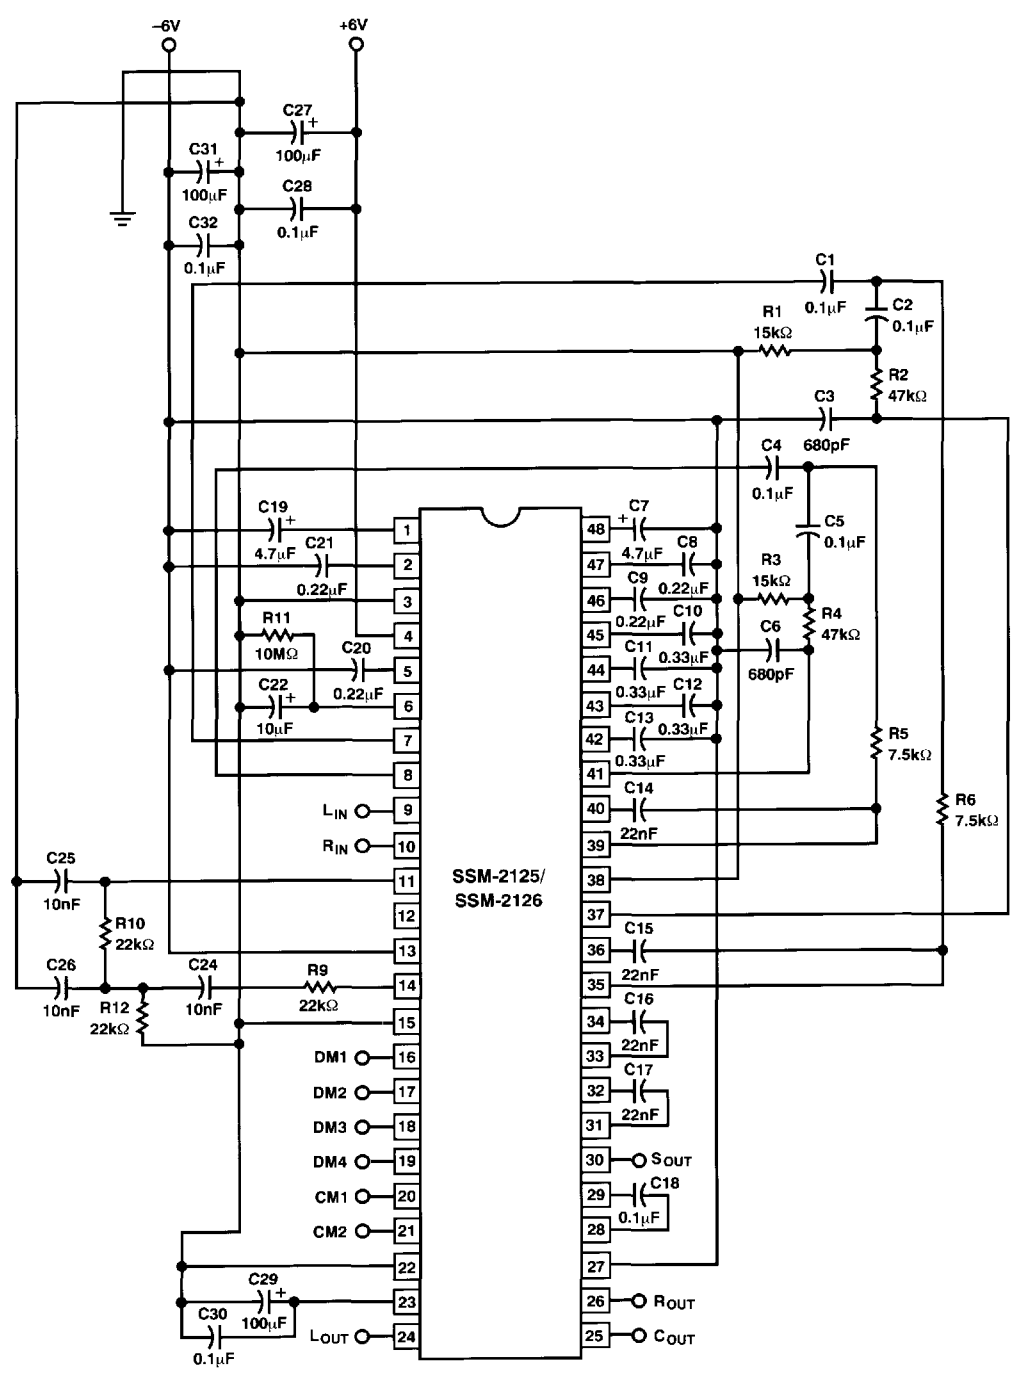 –6V
+6V
C27
+
100µF
C31
+
100µF
C28
0.1µF
C32
0.1µF
C1
0.1µF
C2
0.1µF
R1
15kΩ
R2
47kΩ
C3
680pF
C4
0.1µF
C5
0.1µF
C19
+
4.7µF
1
48
C7
+
4.7µF
C21
0.22µF
2
47
C8
0.22µF
R3
15kΩ
3
46
C9
0.22µF
R4
47kΩ
R11
10MΩ
4
45
C10
0.33µF
C6
680pF
C20
0.22µF
5
44
C11
0.33µF
C22
+
10µF
6
43
C12
0.33µF
7
42
C13
0.33µF
R5
7.5kΩ
8
41
L IN
9
40
C14
22nF
R6
7.5kΩ
R IN
10
39
SSM-2125/
SSM-2126
C25
10nF
11
38
R10
22kΩ
12
37
13
36
C15
22nF
C26
10nF
R12
22kΩ
C24
10nF
R9
22kΩ
14
35
15
34
C16
22nF
DM1
16
33
DM2
17
32
C17
22nF
DM3
18
31
DM4
19
30
S OUT
CM1
20
29
C18
0.1µF
CM2
21
28
22
27
C29
+
100µF
23
26
R OUT
C30
0.1µF
L OUT
24
25
C OUT